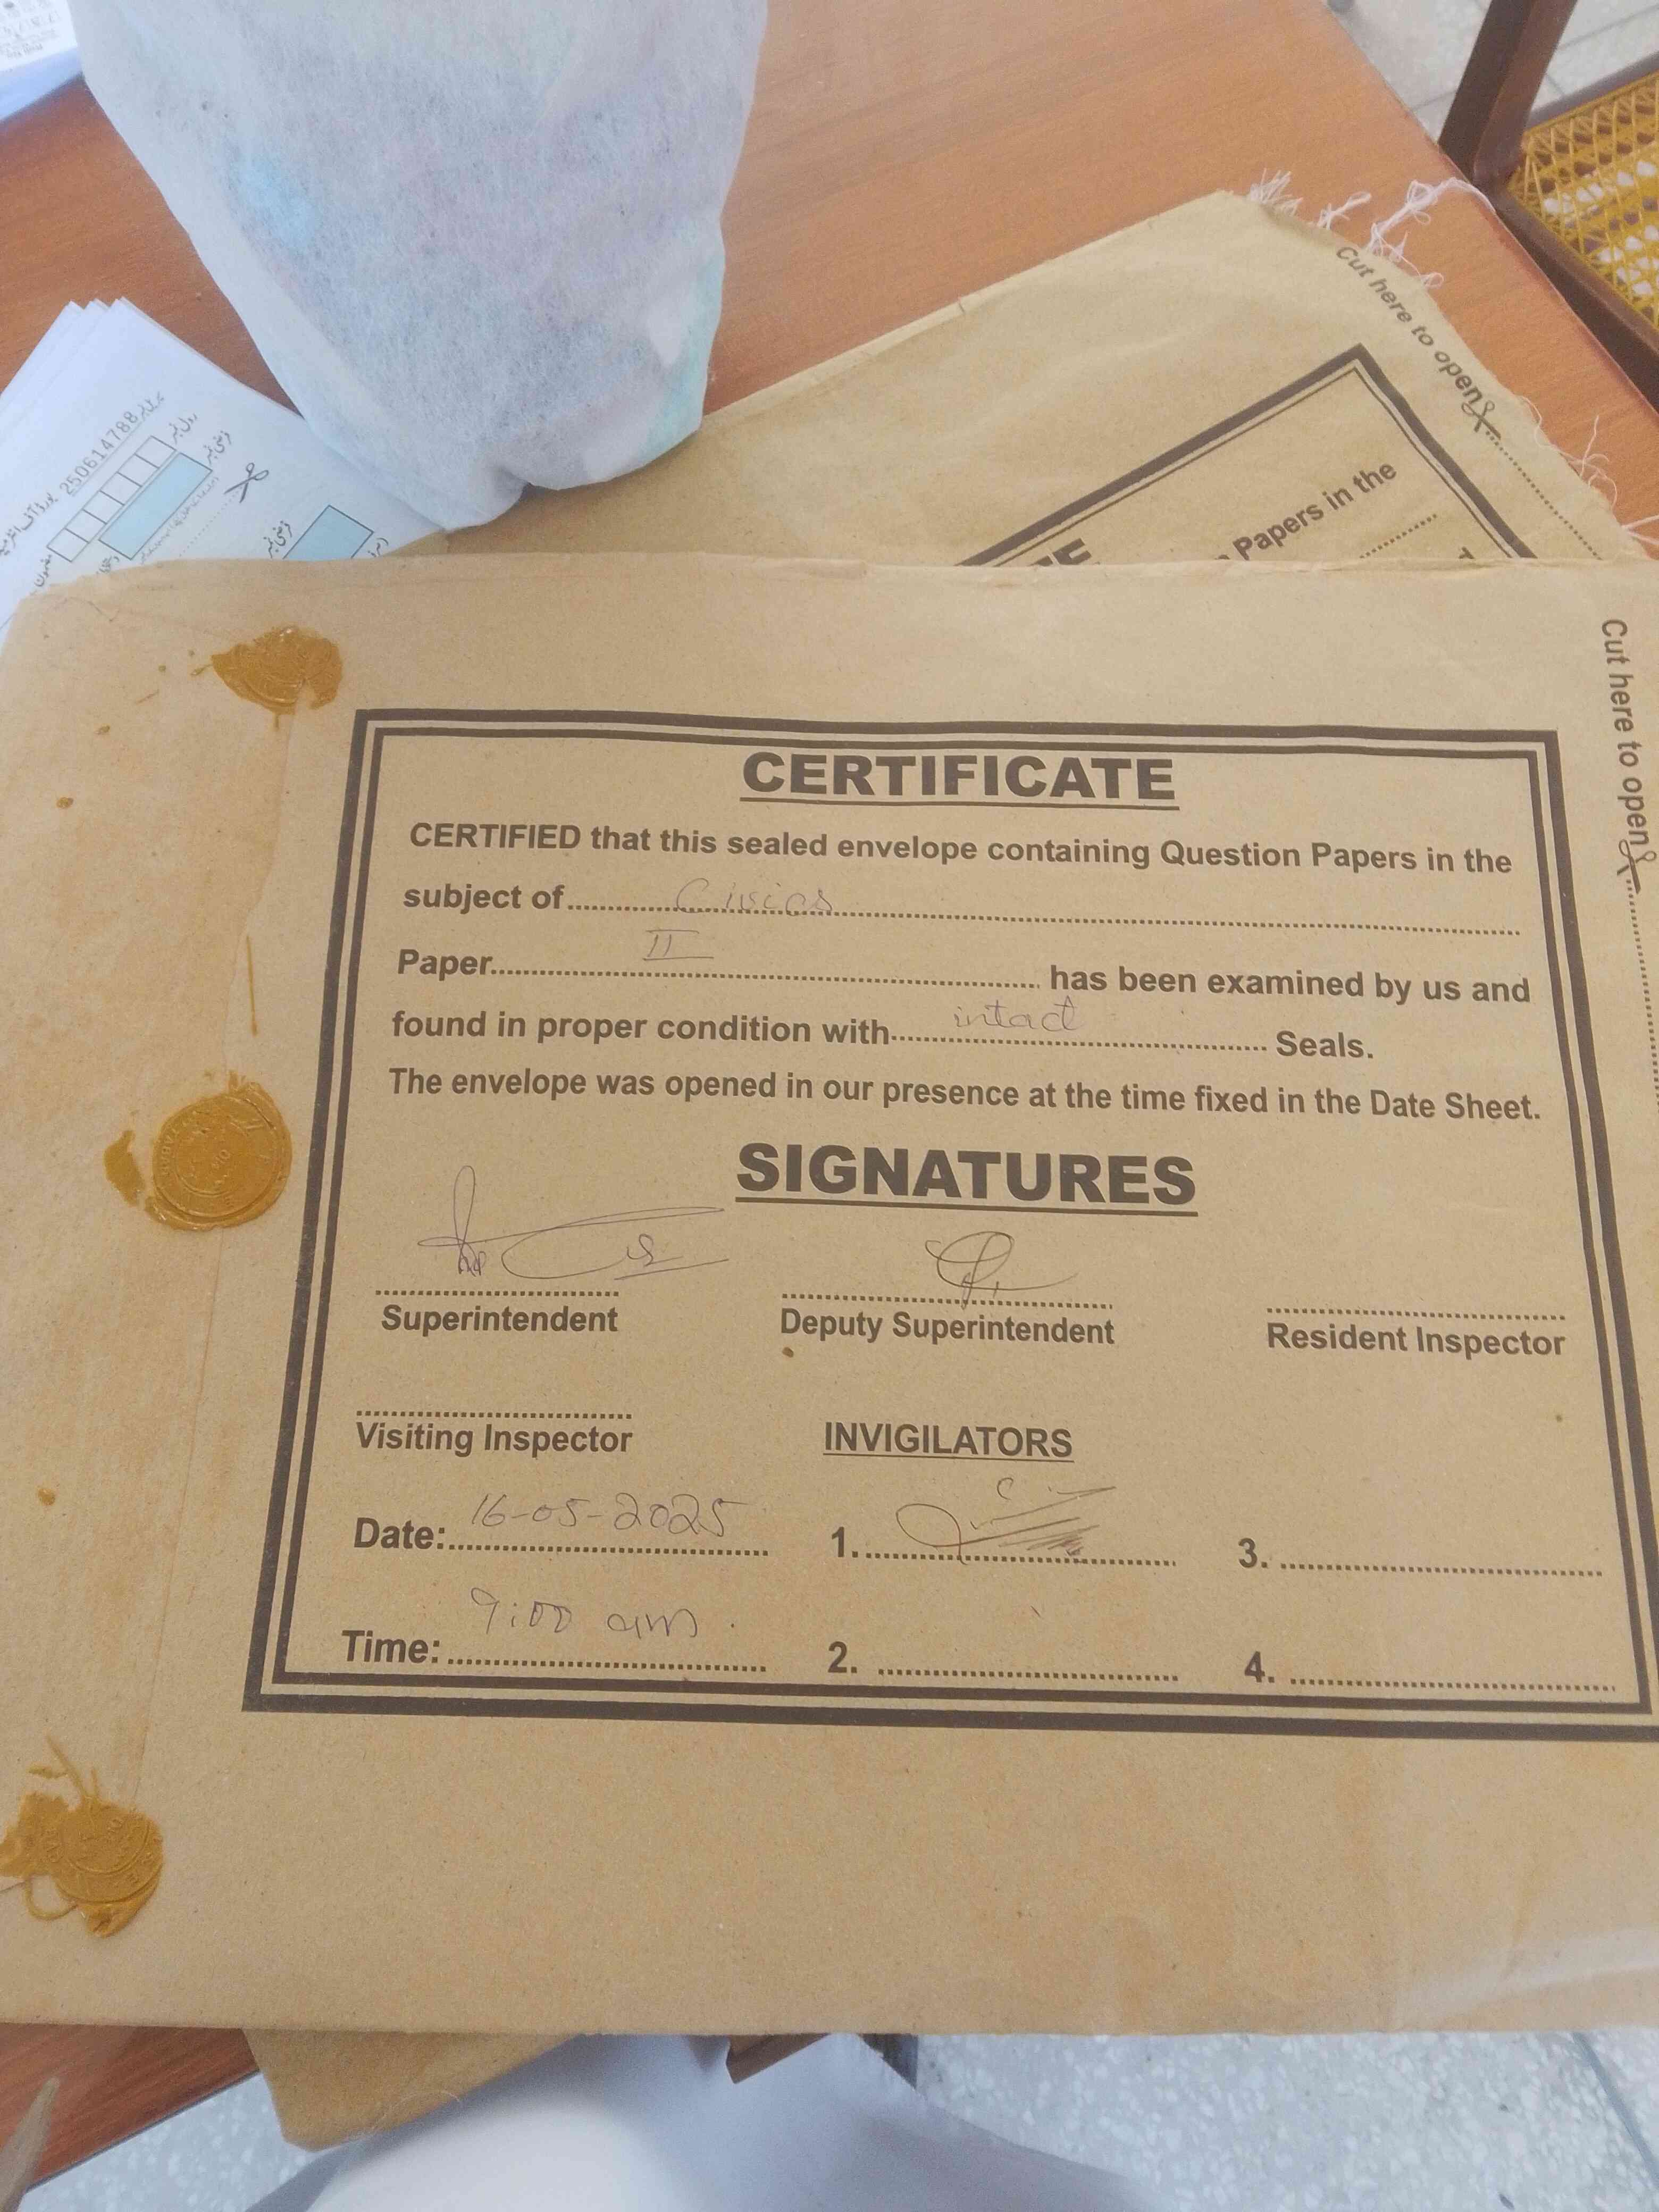 250614788
Cut here to open
Papers in the
Cut here to open
CERTIFICATE
CERTIFIED that this sealed envelope containing Question Papers in the
subject of Civics
Paper II has been examined by us and
found in proper condition with intact Seals.
The envelope was opened in our presence at the time fixed in the Date Sheet.
SIGNATURES
Superintendent Deputy Superintendent Resident Inspector
Visiting Inspector INVIGILATORS
Date: 16-05-2025 1. 3.
Time: 9:00 am. 2. 4.